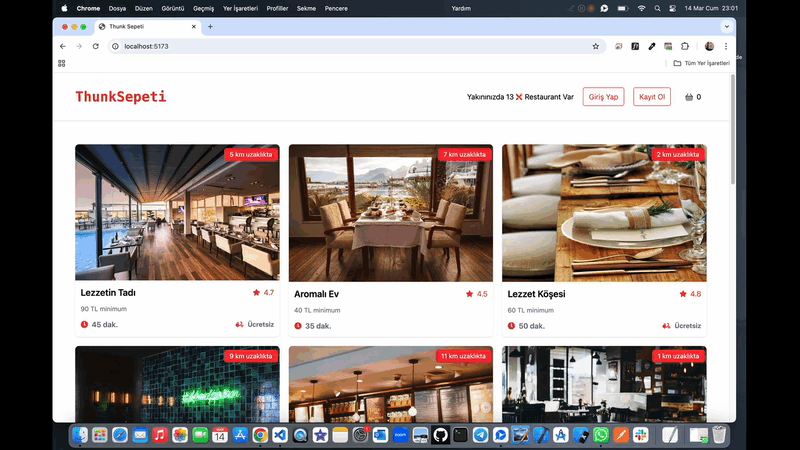 Chrome Dosya Düzen Görüntü Geçmiş Yer İşaretleri Profiller Sekme Pencere Yardım 14 Mar Cum 23:01
Thunk Sepeti
localhost:5173
Tüm Yer İşaretleri
ThunkSepeti
Yakınınızda 13 ❌ Restaurant Var
Giriş Yap
Kayıt Ol
0
5 km uzaklıkta
7 km uzaklıkta
2 km uzaklıkta
Lezzetin Tadı 4.7
90 TL minimum
45 dak. Ücretsiz
Aromalı Ev 4.5
40 TL minimum
35 dak.
Lezzet Köşesi 4.8
60 TL minimum
50 dak. Ücretsiz
9 km uzaklıkta
11 km uzaklıkta
1 km uzaklıkta
14
zoom